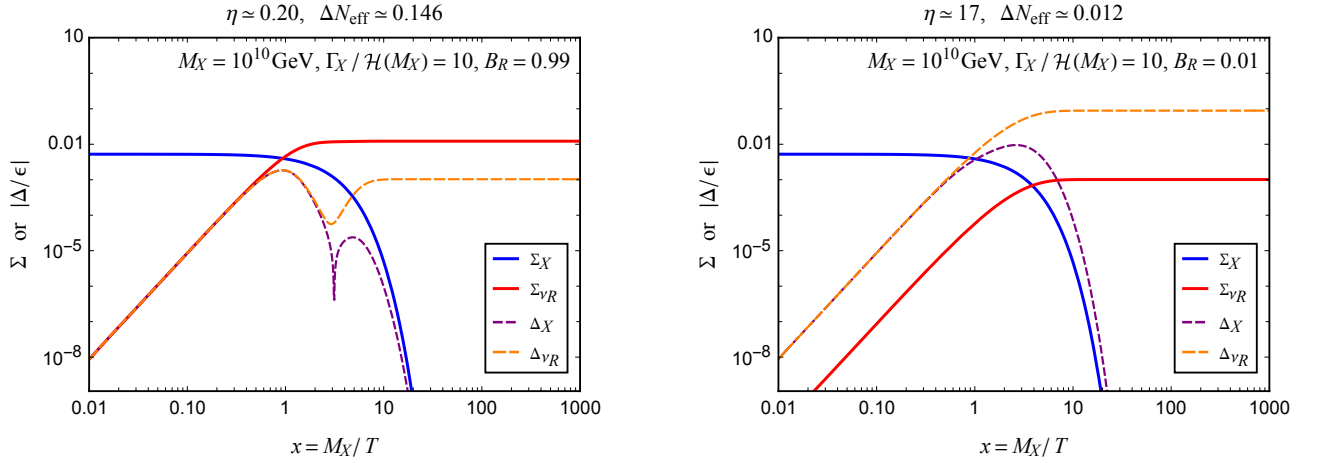 η ≃ 0.20, ΔN_eff ≃ 0.146
M_X = 10^10 GeV, Γ_X / ℋ(M_X) = 10, B_R = 0.99
10
0.01
10^-5
10^-8
Σ or |Δ/ϵ|
Σ_X
Σ_νR
Δ_X
Δ_νR
0.01 0.10 1 10 100 1000
x = M_X / T
η ≃ 17, ΔN_eff ≃ 0.012
M_X = 10^10 GeV, Γ_X / ℋ(M_X) = 10, B_R = 0.01
10
0.01
10^-5
10^-8
Σ or |Δ/ϵ|
Σ_X
Σ_νR
Δ_X
Δ_νR
0.01 0.10 1 10 100 1000
x = M_X / T